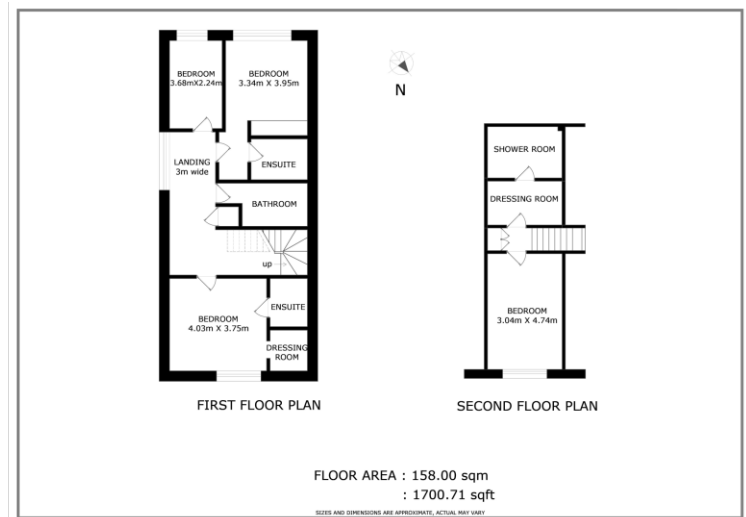 BEDROOM
3.68mX2.24m
BEDROOM
3.34m X 3.95m
N
LANDING
3m wide
ENSUITE
BATHROOM
up
BEDROOM
4.03m X 3.75m
ENSUITE
DRESSING
ROOM
FIRST FLOOR PLAN
SHOWER ROOM
DRESSING ROOM
BEDROOM
3.04m X 4.74m
SECOND FLOOR PLAN
FLOOR AREA : 158.00 sqm
: 1700.71 sqft
SIZES AND DIMENSIONS ARE APPROXIMATE, ACTUAL MAY VARY